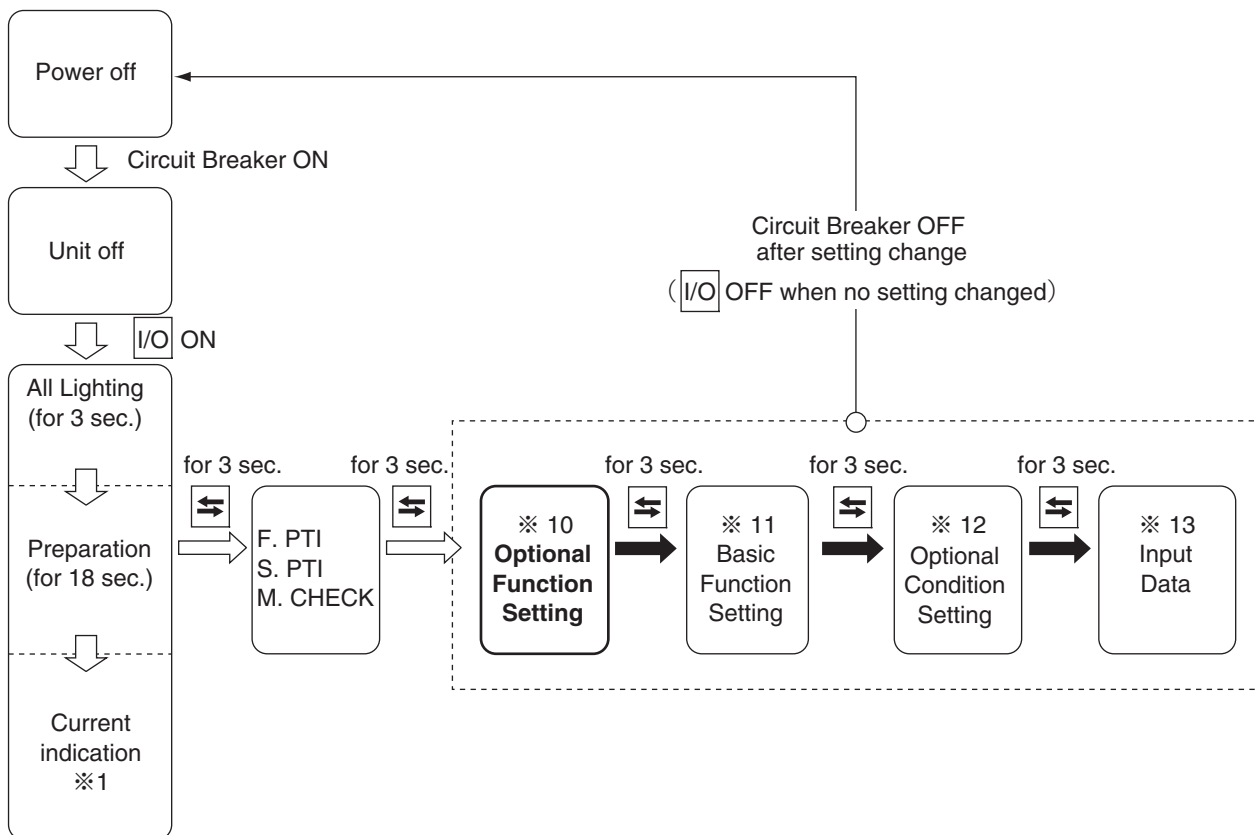 Power off
Circuit Breaker ON
Unit off
I/O ON
Circuit Breaker OFF
after setting change
( I/O OFF when no setting changed)
All Lighting
(for 3 sec.)
Preparation
(for 18 sec.)
Current
indication
※1
for 3 sec.
F. PTI
S. PTI
M. CHECK
for 3 sec.
※ 10
Optional
Function
Setting
for 3 sec.
※ 11
Basic
Function
Setting
for 3 sec.
※ 12
Optional
Condition
Setting
for 3 sec.
※ 13
Input
Data